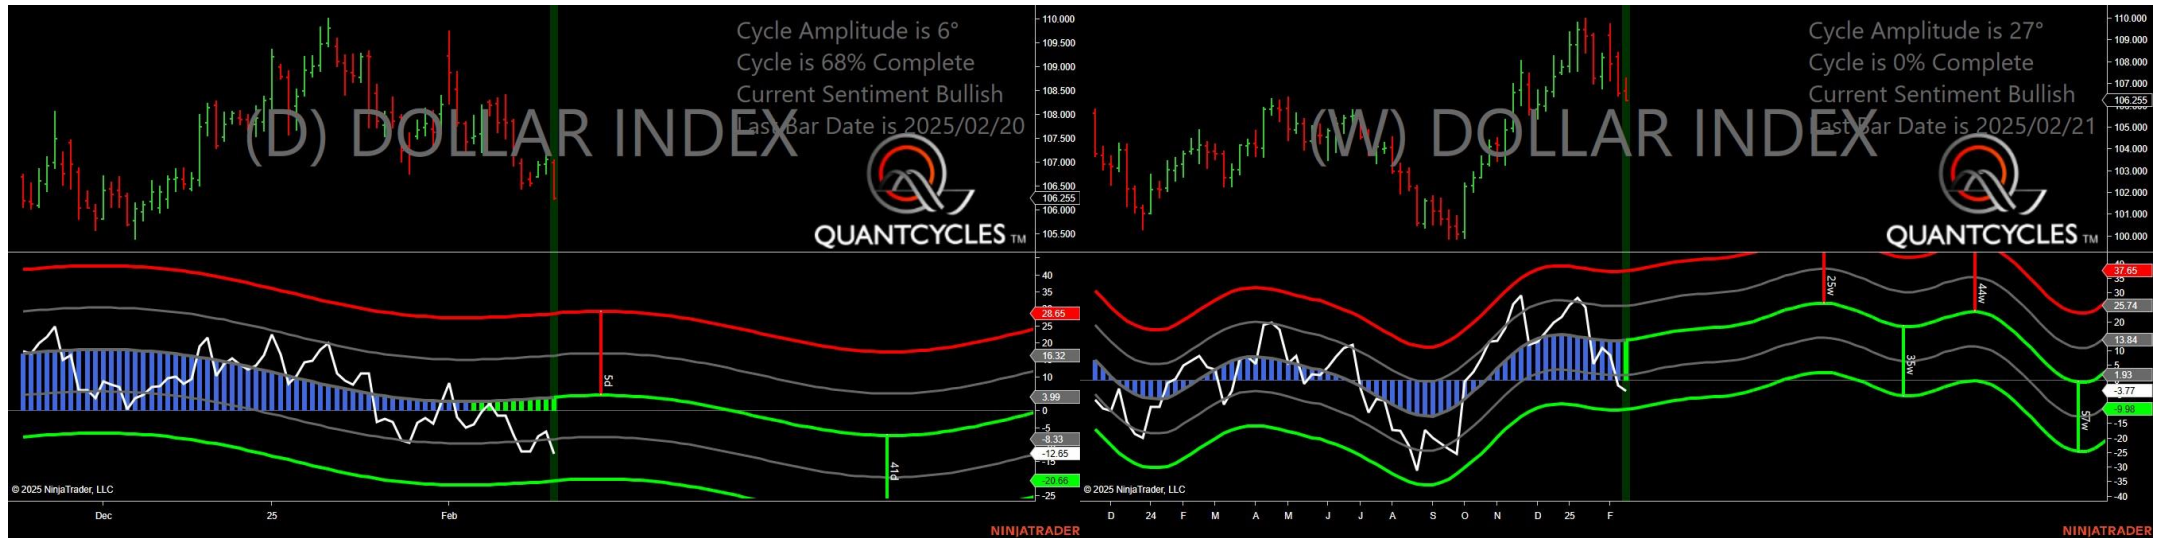 Cycle Amplitude is 6°
Cycle is 68% Complete
Current Sentiment Bullish
Last Bar Date is 2025/02/20
(D) DOLLAR INDEX
QUANTCYCLES TM
110.000
109.500
109.000
108.500
108.000
107.500
107.000
106.500
106.255
106.000
105.500
40
35
28.65
25
20
16.32
10
3.99
0
-5
-8.33
-12.65
-15
-20.66
-25
5d
41d
© 2025 NinjaTrader, LLC
Dec
25
Feb
NINJATRADER
Cycle Amplitude is 27°
Cycle is 0% Complete
Current Sentiment Bullish
Last Bar Date is 2025/02/21
(W) DOLLAR INDEX
QUANTCYCLES TM
110.000
109.000
108.000
107.000
106.255
105.000
104.000
103.000
102.000
101.000
100.000
37.65
35
30
25.74
20
13.84
10
5
1.93
-3.77
-9.98
-15
-20
-25
-30
-35
-40
25w
35w
44w
57w
© 2025 NinjaTrader, LLC
D
24
F
M
A
M
J
J
A
S
O
N
D
25
F
NINJATRADER